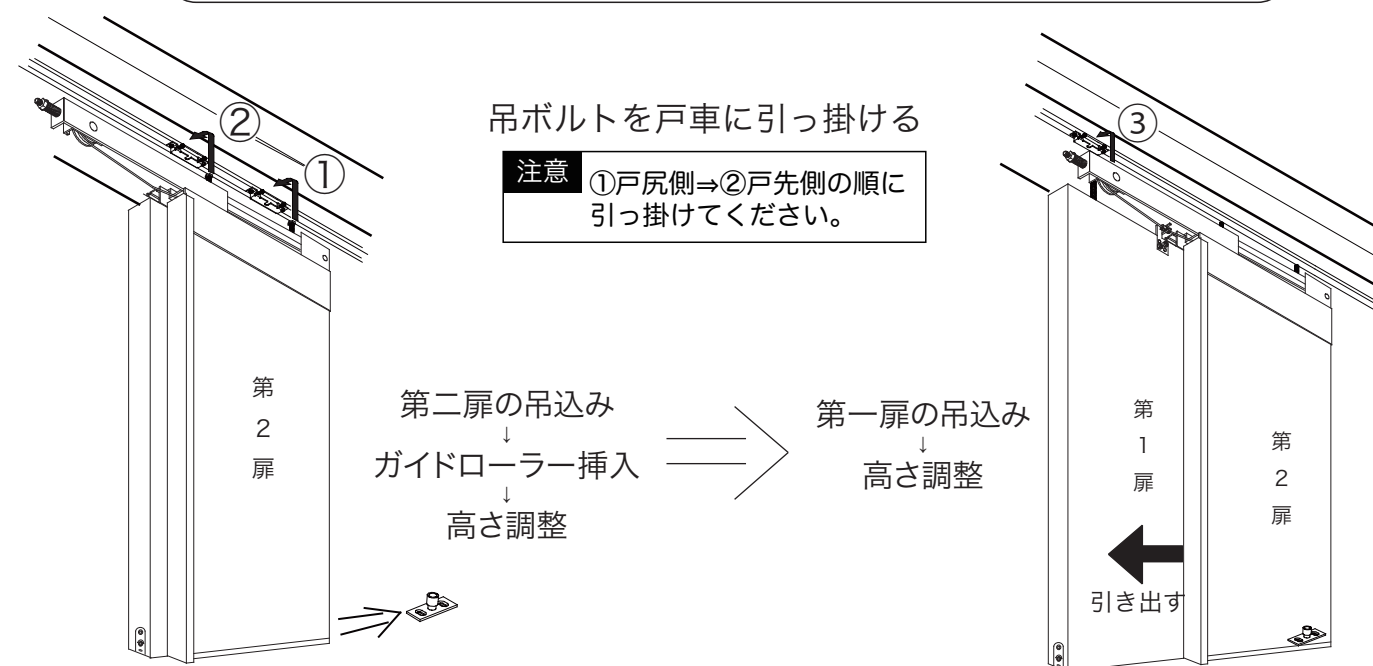 ②
①
吊ボルトを戸車に引っ掛ける
注意
①戸尻側⇒②戸先側の順に
引っ掛けてください。
③
第2扉
第二扉の吊込み
↓
ガイドローラー挿入
↓
高さ調整
第一扉の吊込み
↓
高さ調整
第1扉
第2扉
引き出す